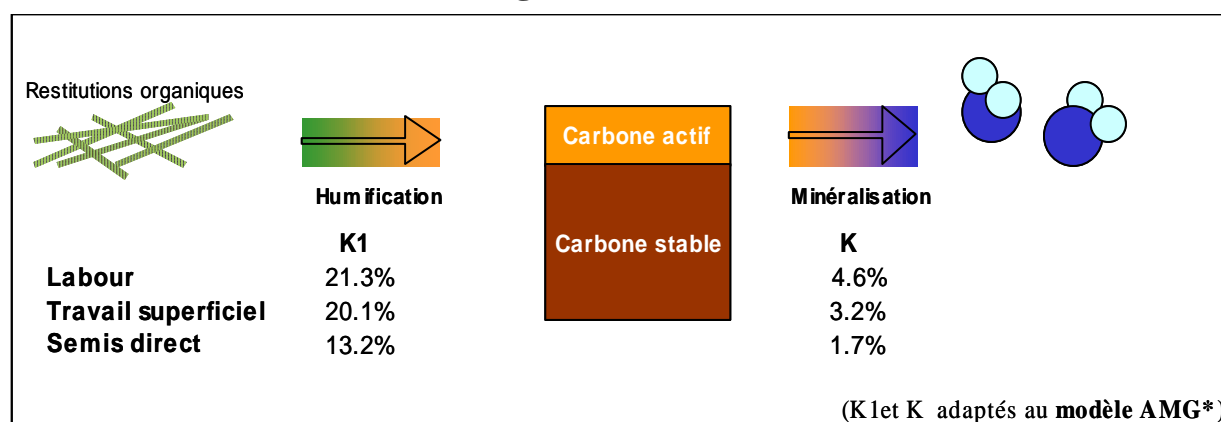 Restitutions organiques
Carbone actif
Humification
Minéralisation
K1
Carbone stable
K
Labour 21.3% 4.6%
Travail superficiel 20.1% 3.2%
Semis direct 13.2% 1.7%
(K1et K adaptés au modèle AMG*)